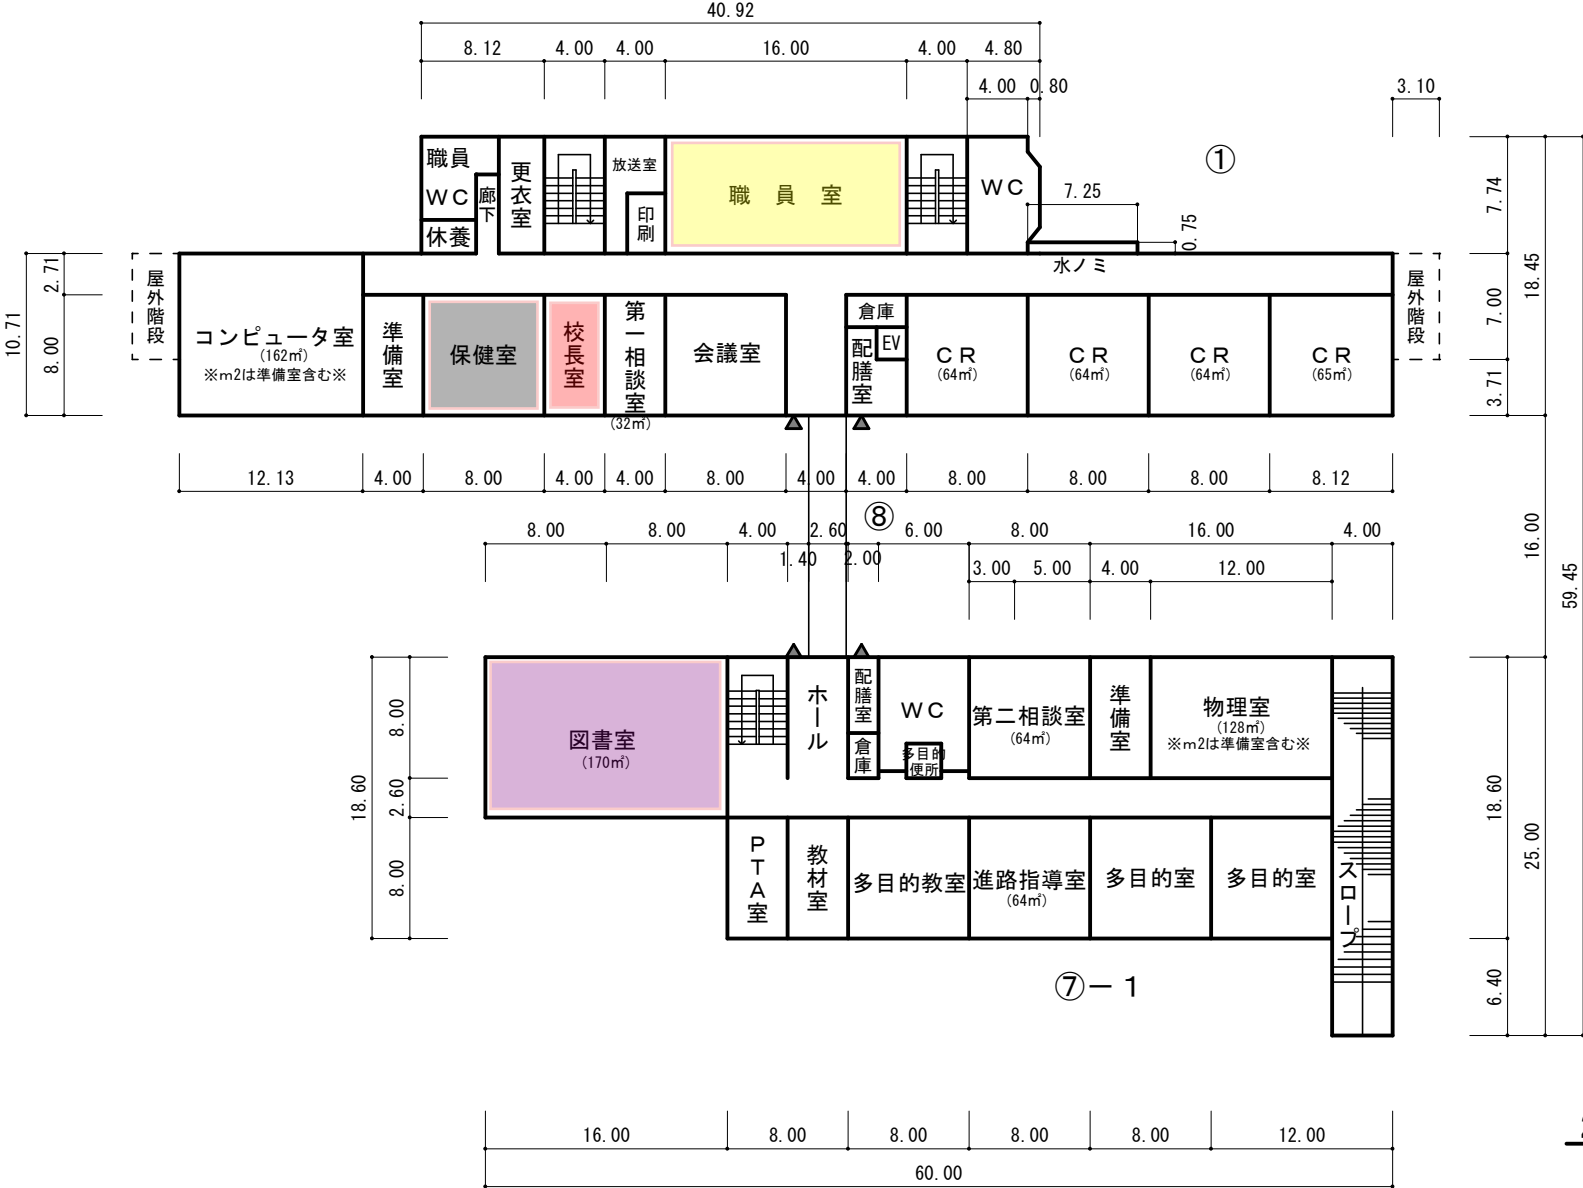 40.92
8.12 4.00 4.00 16.00 4.00 4.80
4.00 0.80 3.10
①
職員
WC
廊下
休養
更衣室
放送室
印刷
職 員 室
WC
7.25
0.75
水ノミ
7.74
18.45
7.00
3.71
16.00
59.45
10.71
2.71
8.00
屋外階段
コンピュータ室
(162㎡)
※m2は準備室含む※
準備室
保健室
校長室
第一相談室
(32㎡)
会議室
倉庫
EV
配膳室
CR
(64㎡)
CR
(64㎡)
CR
(64㎡)
CR
(65㎡)
屋外階段
12.13 4.00 8.00 4.00 4.00 8.00 4.00 4.00 8.00 8.00 8.00 8.12
⑧
8.00 8.00 4.00 2.60 6.00 8.00 16.00 4.00
1.40 2.00
3.00 5.00 4.00 12.00
18.60
8.00
2.60
8.00
図書室
(170㎡)
ホール
配膳室
倉庫
WC
多目的
便所
第二相談室
(64㎡)
準備室
物理室
(128㎡)
※m2は準備室含む※
18.60
25.00
6.40
PTA室
教材室
多目的教室
進路指導室
(64㎡)
多目的室
多目的室
スロープ
⑦－1
16.00 8.00 8.00 8.00 8.00 12.00
60.00